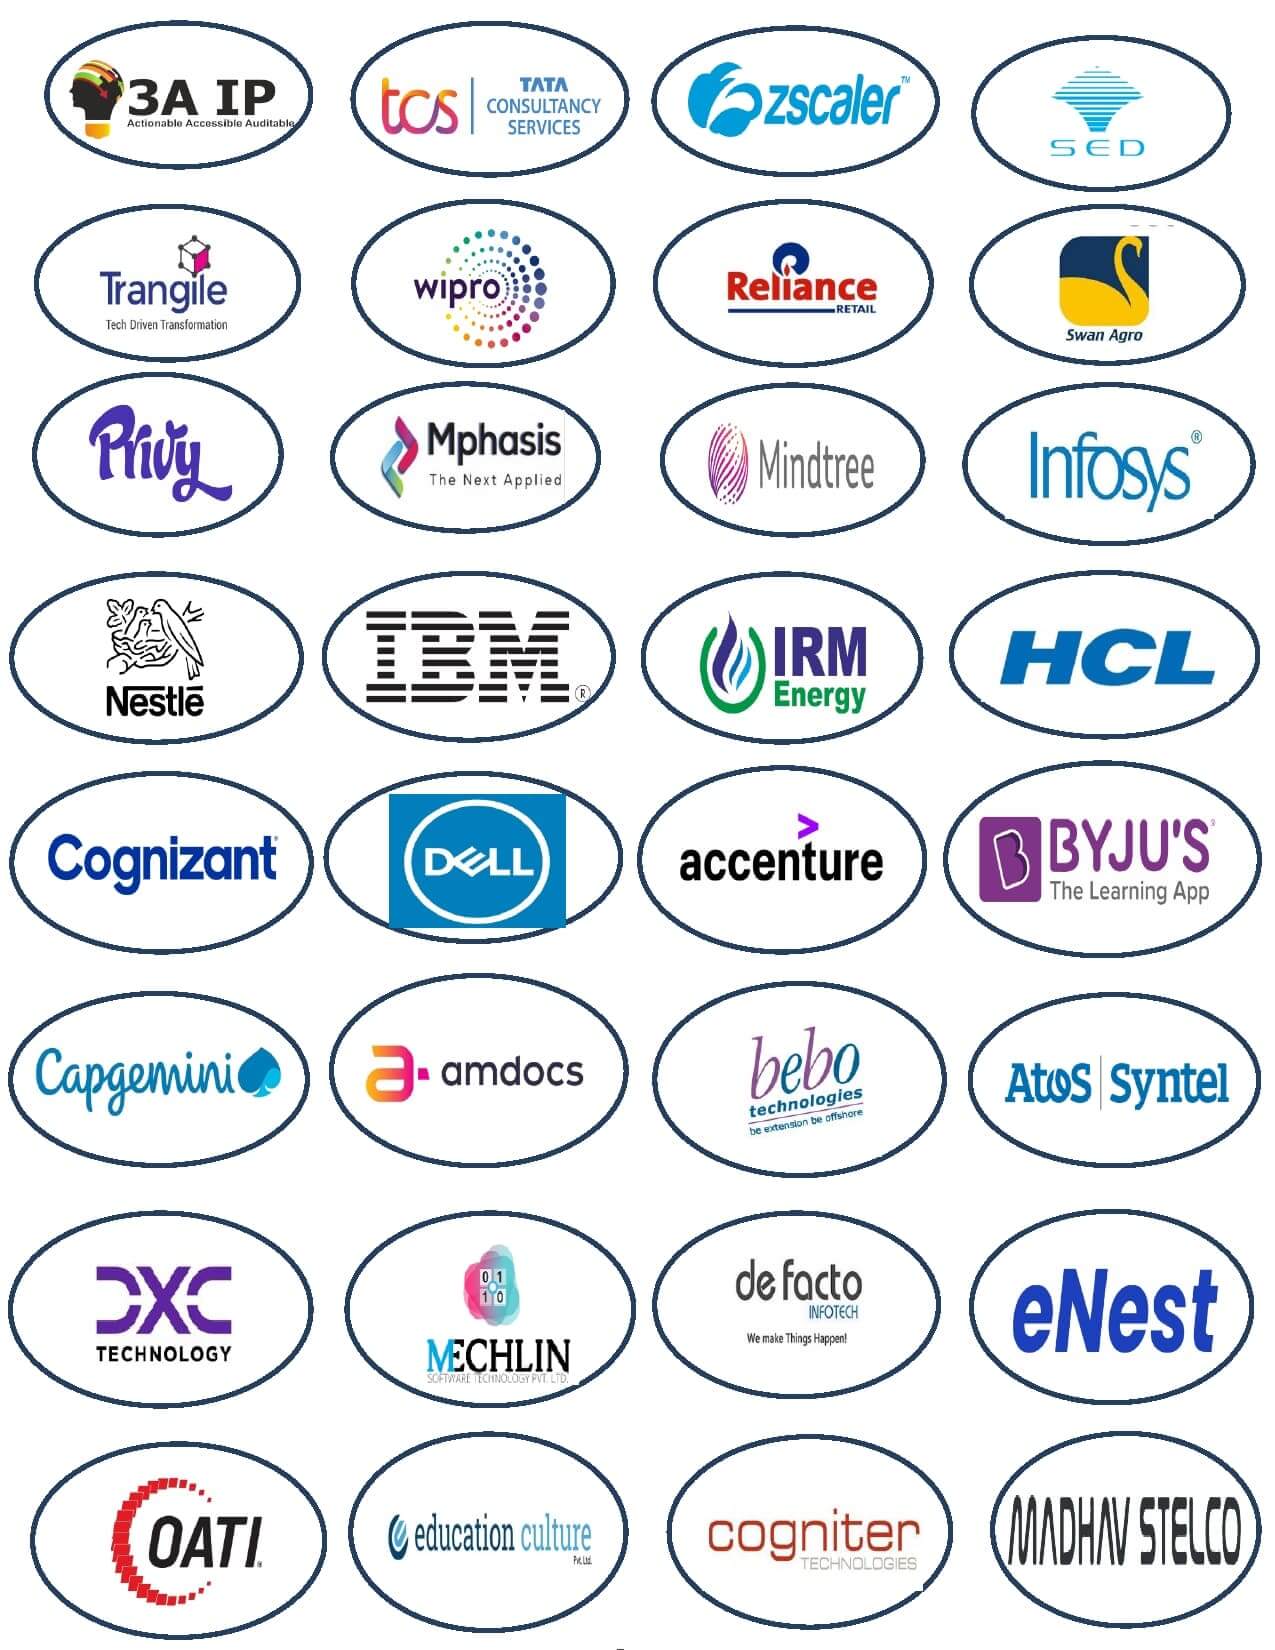 3A IP
Actionable Accessible Auditable
tcs
TATA
CONSULTANCY
SERVICES
zscaler™
SED
Trangile
Tech Driven Transformation
wipro
Reliance
RETAIL
Swan Agro
Privy
Mphasis
The Next Applied
Mindtree
Infosys®
Nestlé
IBM®
IRM
Energy
HCL
Cognizant
DELL
accenture
BYJU'S
The Learning App
Capgemini
amdocs
bebo
technologies
be extension be offshore
Atos Syntel
DXC
TECHNOLOGY
01
10
MECHLIN
SOFTWARE TECHNOLOGY PVT. LTD.
de facto
INFOTECH
We make Things Happen!
eNest
OATI
education culture
Pvt. Ltd.
cogniter
TECHNOLOGIES
MADHAV STELCO